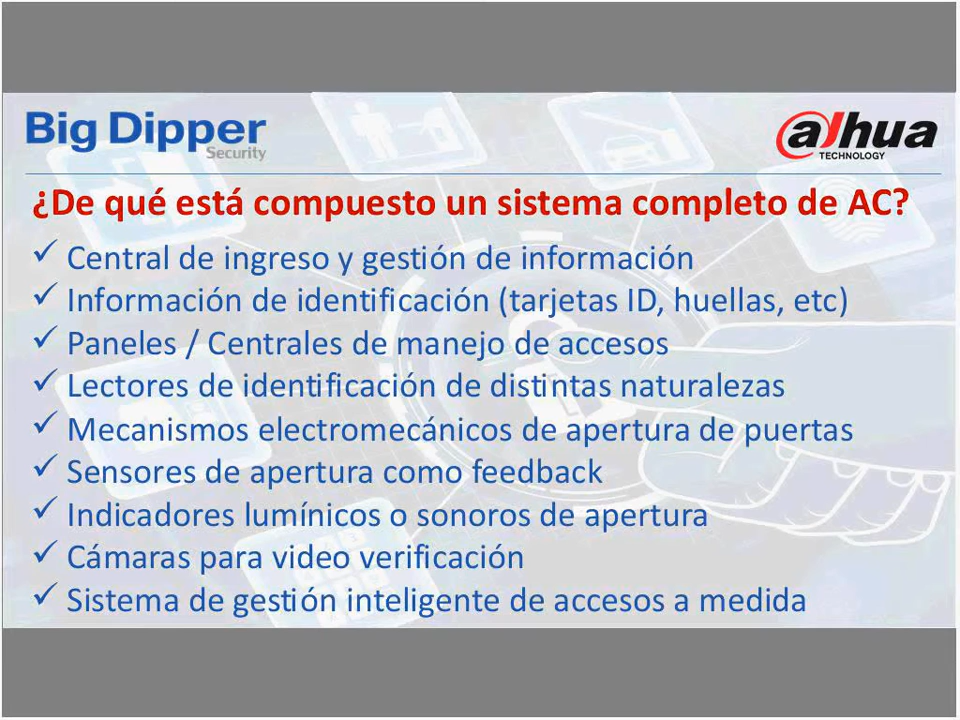 Big Dipper
Security
alhua
TECHNOLOGY
¿De qué está compuesto un sistema completo de AC?
✓ Central de ingreso y gestión de información
✓ Información de identificación (tarjetas ID, huellas, etc)
✓ Paneles / Centrales de manejo de accesos
✓ Lectores de identificación de distintas naturalezas
✓ Mecanismos electromecánicos de apertura de puertas
✓ Sensores de apertura como feedback
✓ Indicadores lumínicos o sonoros de apertura
✓ Cámaras para video verificación
✓ Sistema de gestión inteligente de accesos a medida